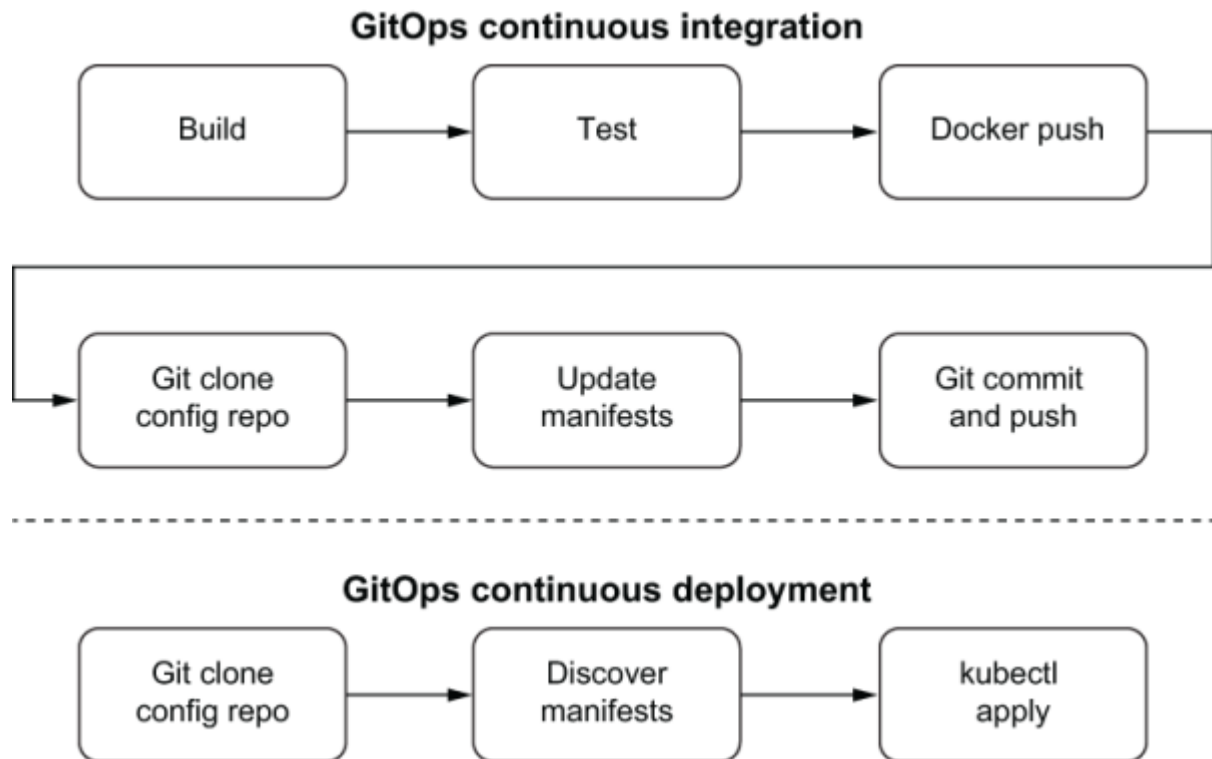 GitOps continuous integration
Build
Test
Docker push
Git clone
config repo
Update
manifests
Git commit
and push
GitOps continuous deployment
Git clone
config repo
Discover
manifests
kubectl
apply